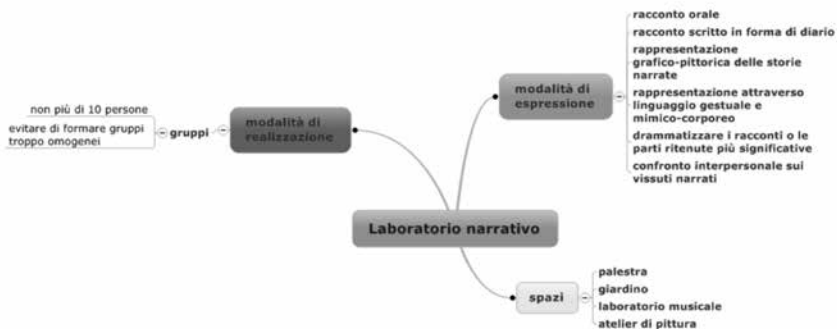 racconto orale
racconto scritto in forma di diario
rappresentazione
grafico-pittorica delle storie
narrate
modalità di
espressione
rappresentazione attraverso
linguaggio gestuale e
mimico-corporeo
drammatizzare i racconti o le
parti ritenute più significative
confronto interpersonale sui
vissuti narrati
non più di 10 persone
evitare di formare gruppi
troppo omogenei
gruppi
modalità di
realizzazione
Laboratorio narrativo
spazi
palestra
giardino
laboratorio musicale
atelier di pittura